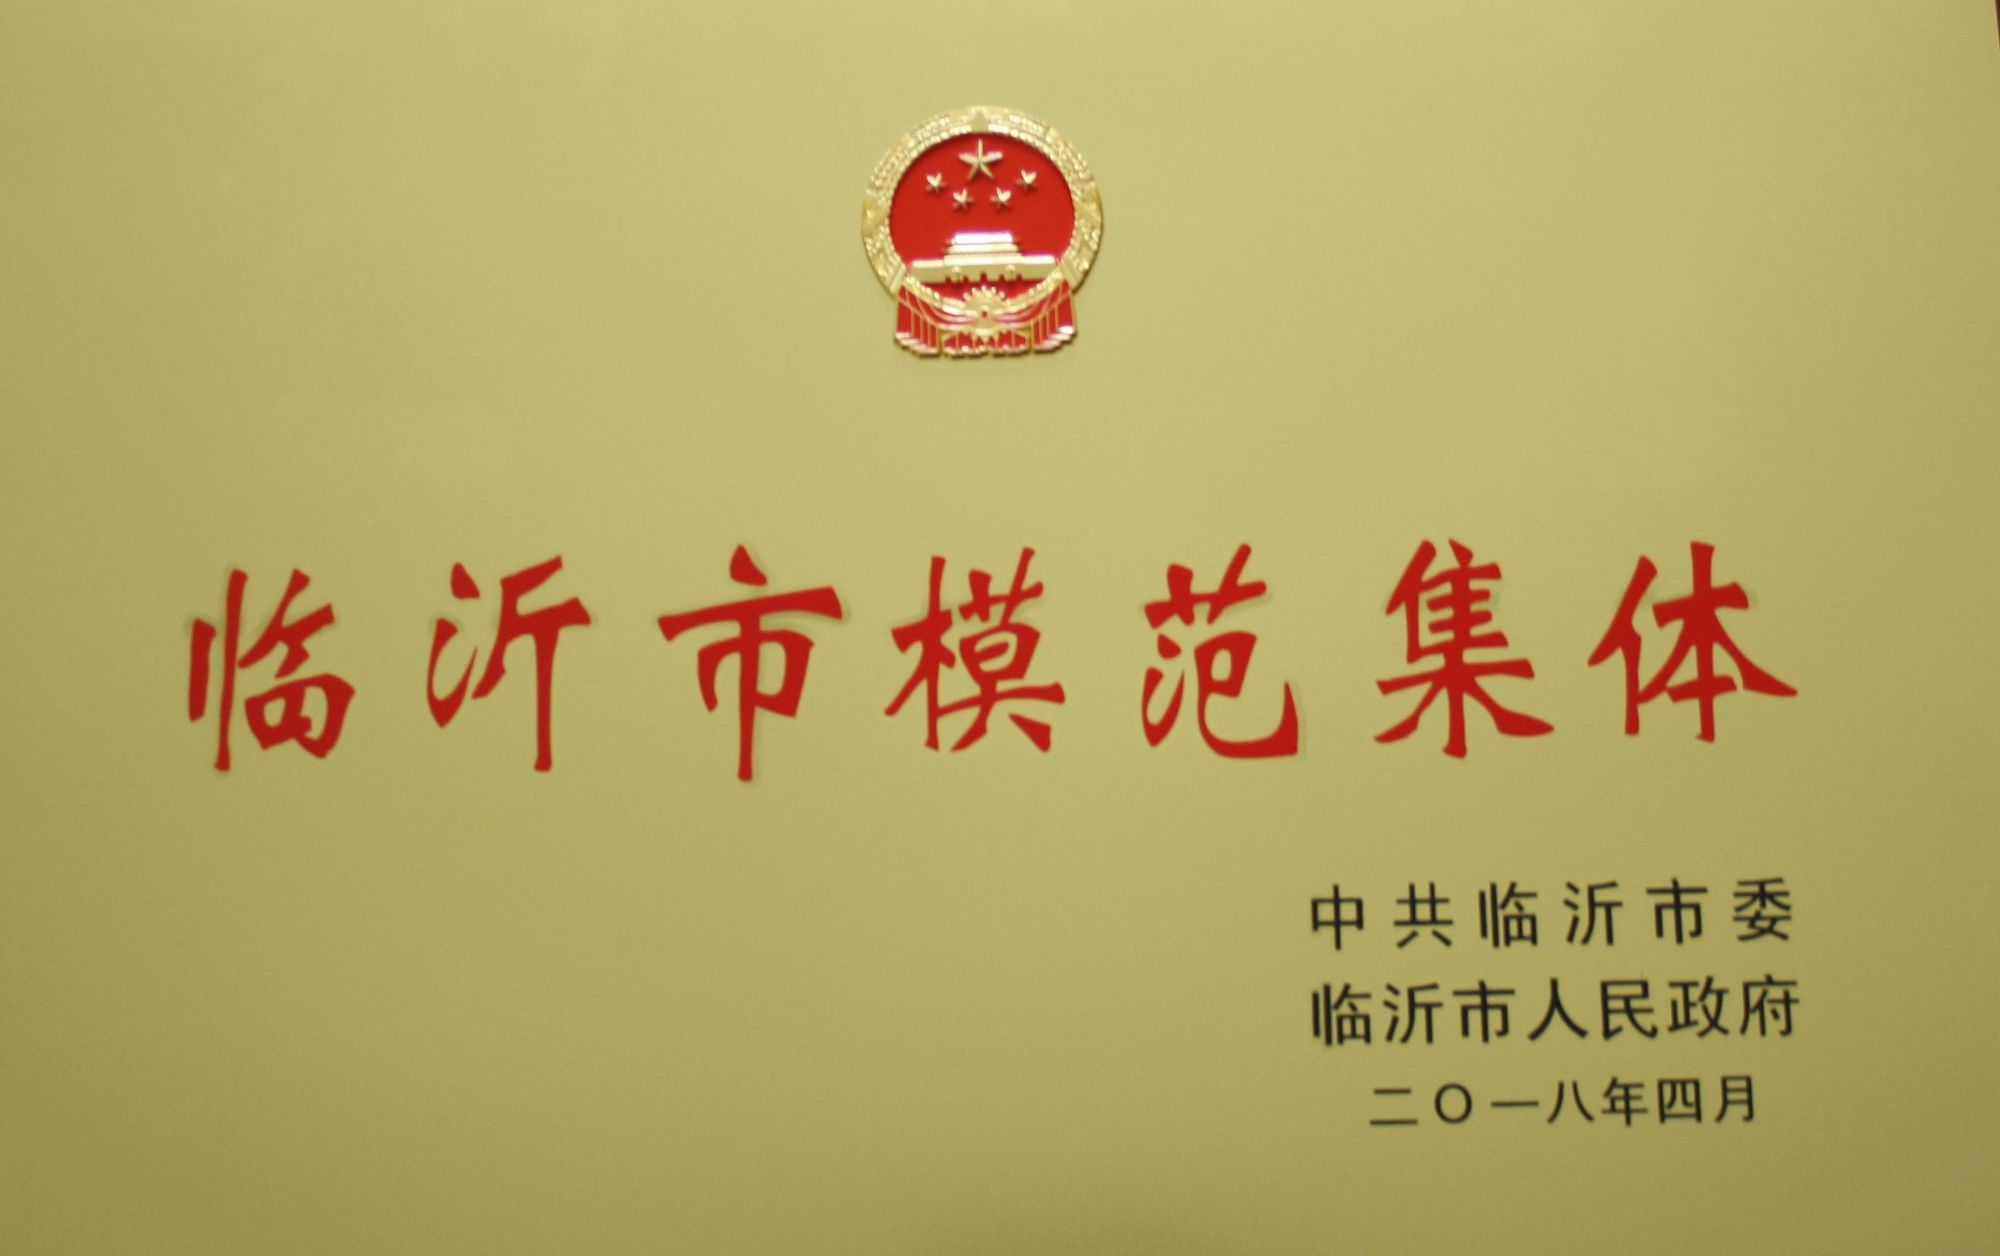 临沂市模范集体
中共临沂市委
临沂市人民政府
二〇一八年四月